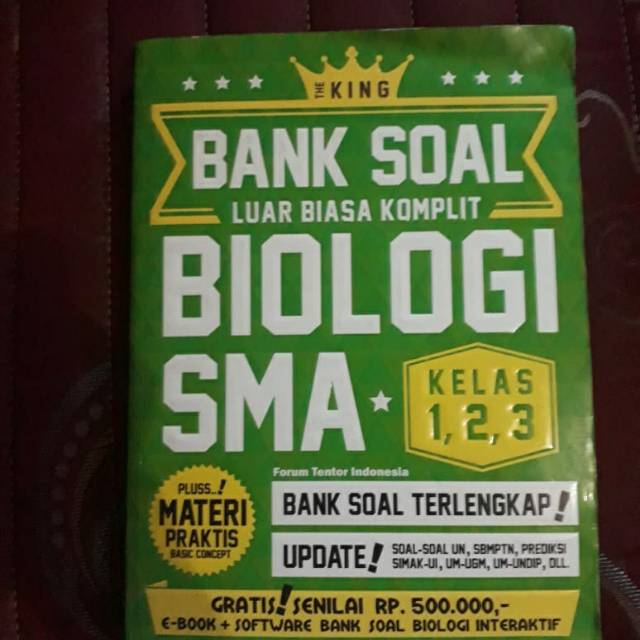 THE KING
BANK SOAL
LUAR BIASA KOMPLIT
BIOLOGI
SMA
KELAS
1, 2, 3
Forum Tentor Indonesia
PLUSS..!
MATERI
PRAKTIS
BASIC CONCEPT
BANK SOAL TERLENGKAP!
UPDATE!
SOAL-SOAL UN, SBMPTN, PREDIKSI
SIMAK-UI, UM-UGM, UM-UNDIP, DLL.
GRATIS! SENILAI RP. 500.000,-
E-BOOK + SOFTWARE BANK SOAL BIOLOGI INTERAKTIF